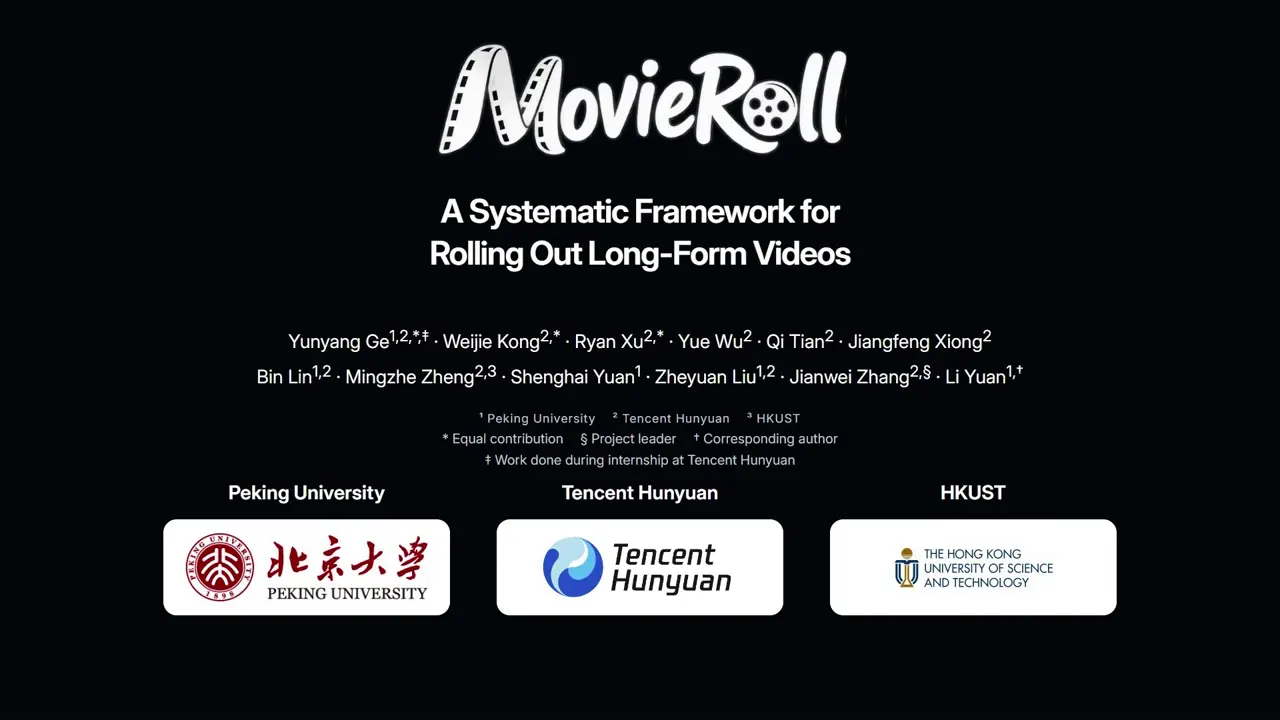 MovieRoll
A Systematic Framework for
Rolling Out Long-Form Videos
Yunyang Ge1,2,*,‡ · Weijie Kong2,* · Ryan Xu2,* · Yue Wu2 · Qi Tian2 · Jiangfeng Xiong2
Bin Lin1,2 · Mingzhe Zheng2,3 · Shenghai Yuan1 · Zheyuan Liu1,2 · Jianwei Zhang2,§ · Li Yuan1,†
¹ Peking University ² Tencent Hunyuan ³ HKUST
* Equal contribution § Project leader † Corresponding author
‡ Work done during internship at Tencent Hunyuan
Peking University Tencent Hunyuan HKUST
PEKING UNIVERSITY
1898
北京大学
PEKING UNIVERSITY
Tencent
Hunyuan
THE HONG KONG
UNIVERSITY OF SCIENCE
AND TECHNOLOGY